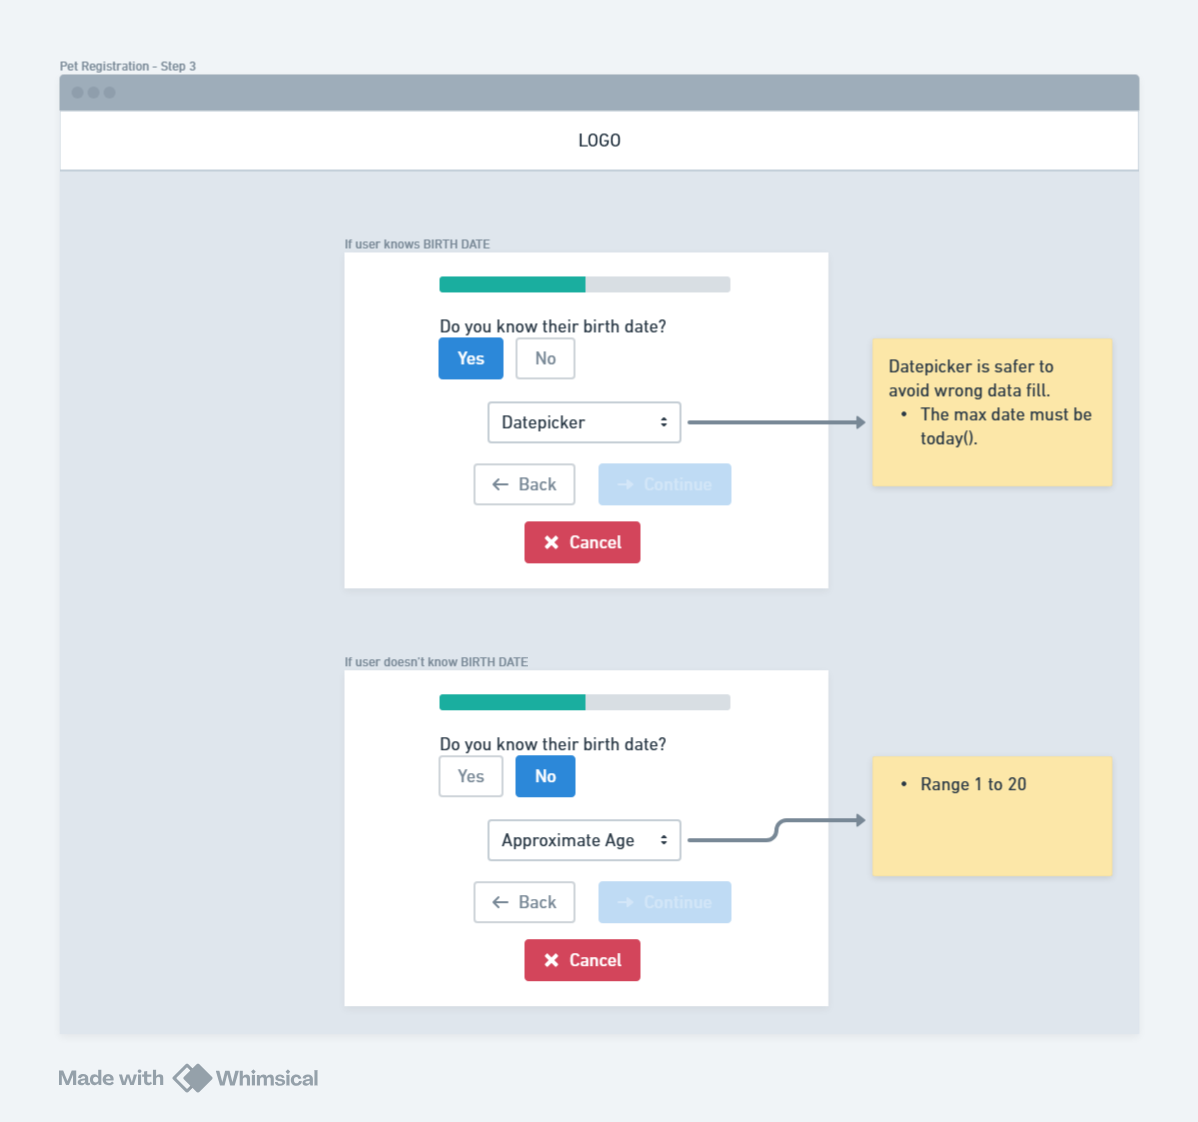 Pet Registration - Step 3
LOGO
If user knows BIRTH DATE
Do you know their birth date?
Yes
No
Datepicker
Back
Continue
Cancel
Datepicker is safer to
avoid wrong data fill.
• The max date must be
today().
If user doesn't know BIRTH DATE
Do you know their birth date?
Yes
No
Approximate Age
Back
Continue
Cancel
• Range 1 to 20
Made with Whimsical